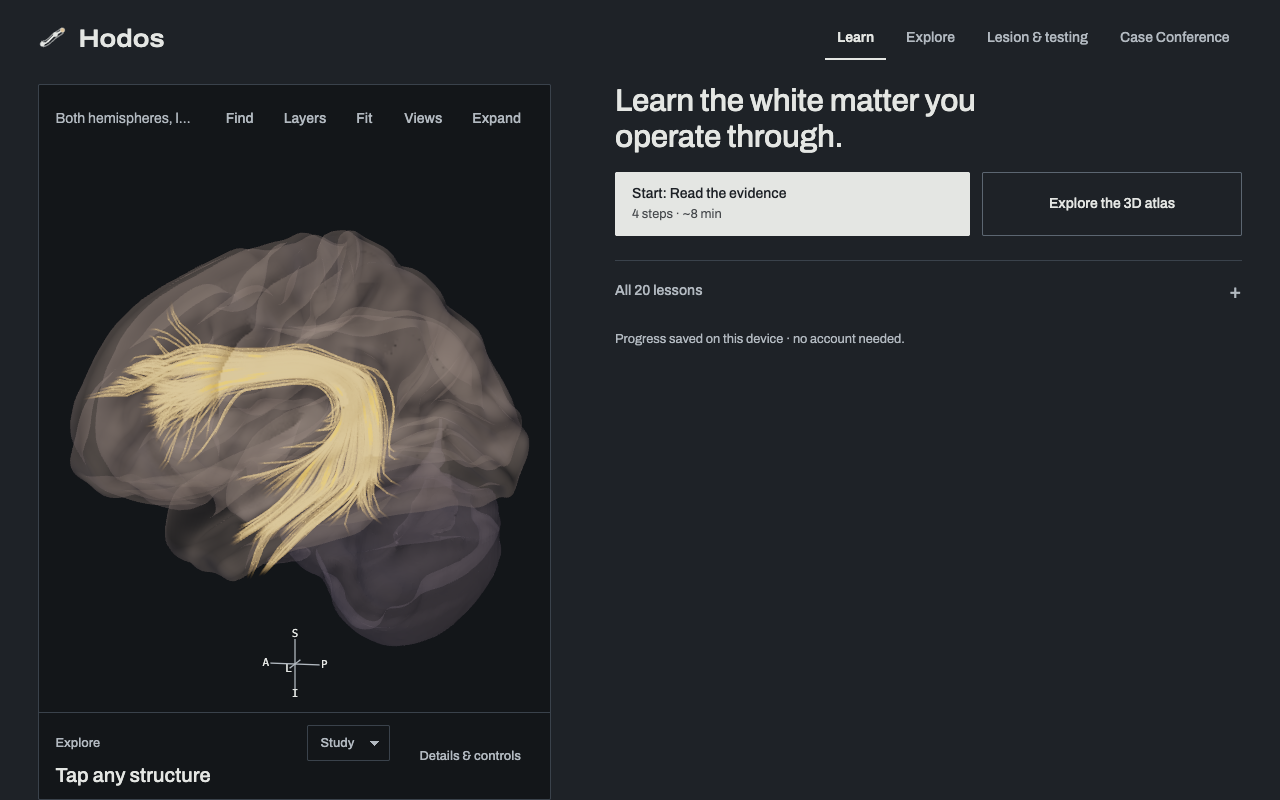 Hodos
Learn
Explore
Lesion & testing
Case Conference
Both hemispheres, l...
Find
Layers
Fit
Views
Expand
S
A
L
P
I
Explore
Study
Details & controls
Tap any structure
Learn the white matter you
operate through.
Start: Read the evidence
4 steps · ~8 min
Explore the 3D atlas
All 20 lessons
+
Progress saved on this device · no account needed.